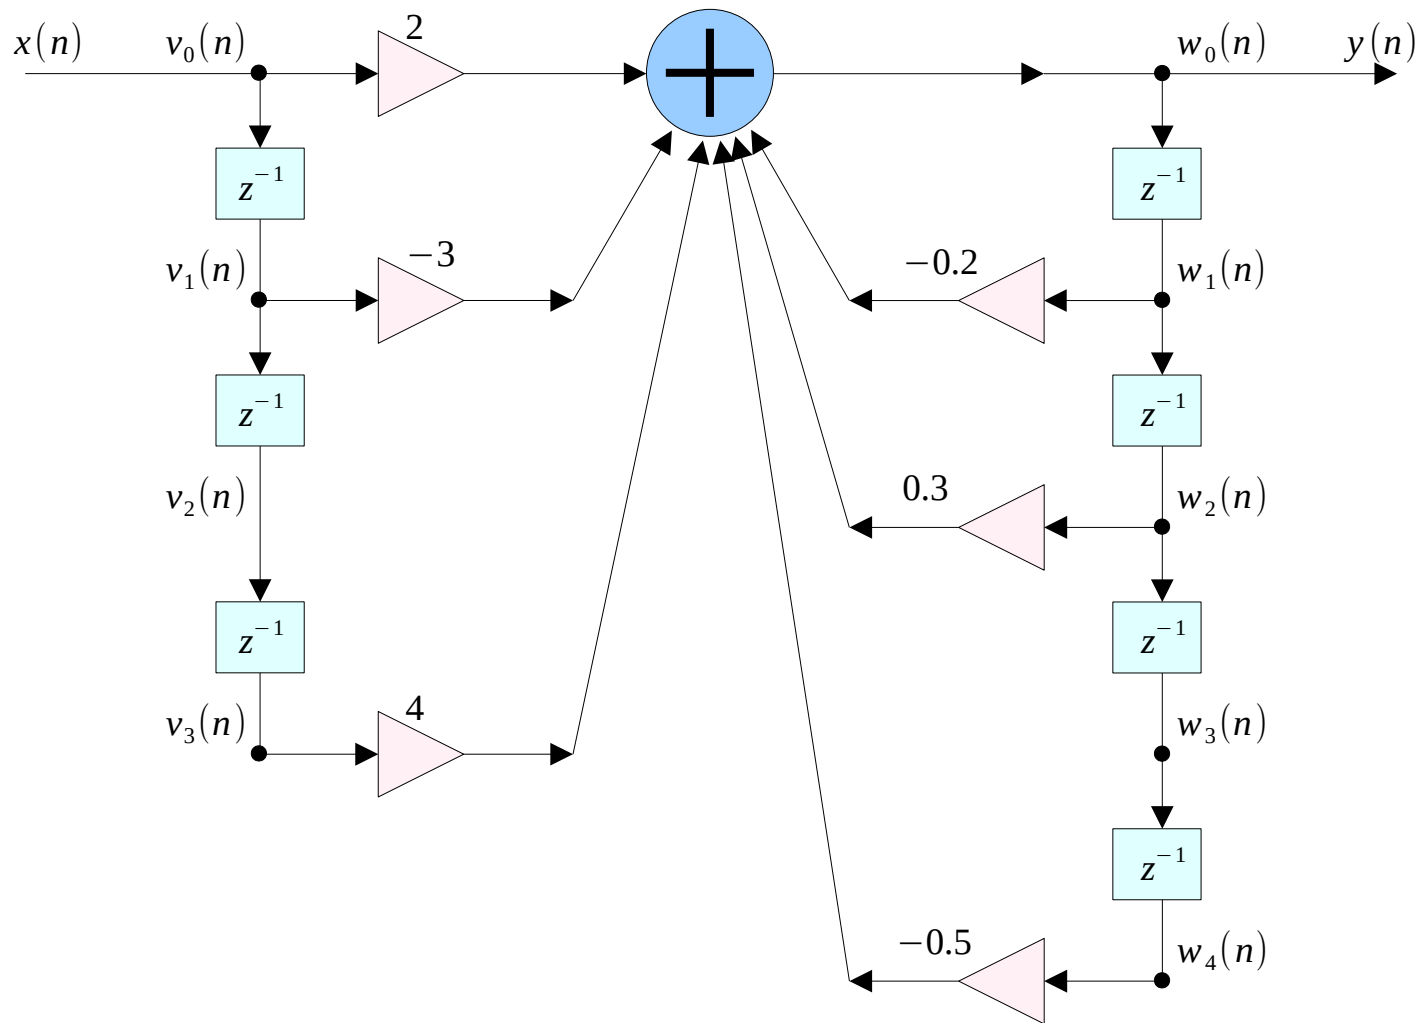 x(n) v₀(n) 2 w₀(n) y(n)
z⁻¹ z⁻¹
v₁(n) −3 −0.2 w₁(n)
z⁻¹ z⁻¹
v₂(n) 0.3 w₂(n)
z⁻¹ z⁻¹
v₃(n) 4 w₃(n)
z⁻¹
−0.5 w₄(n)